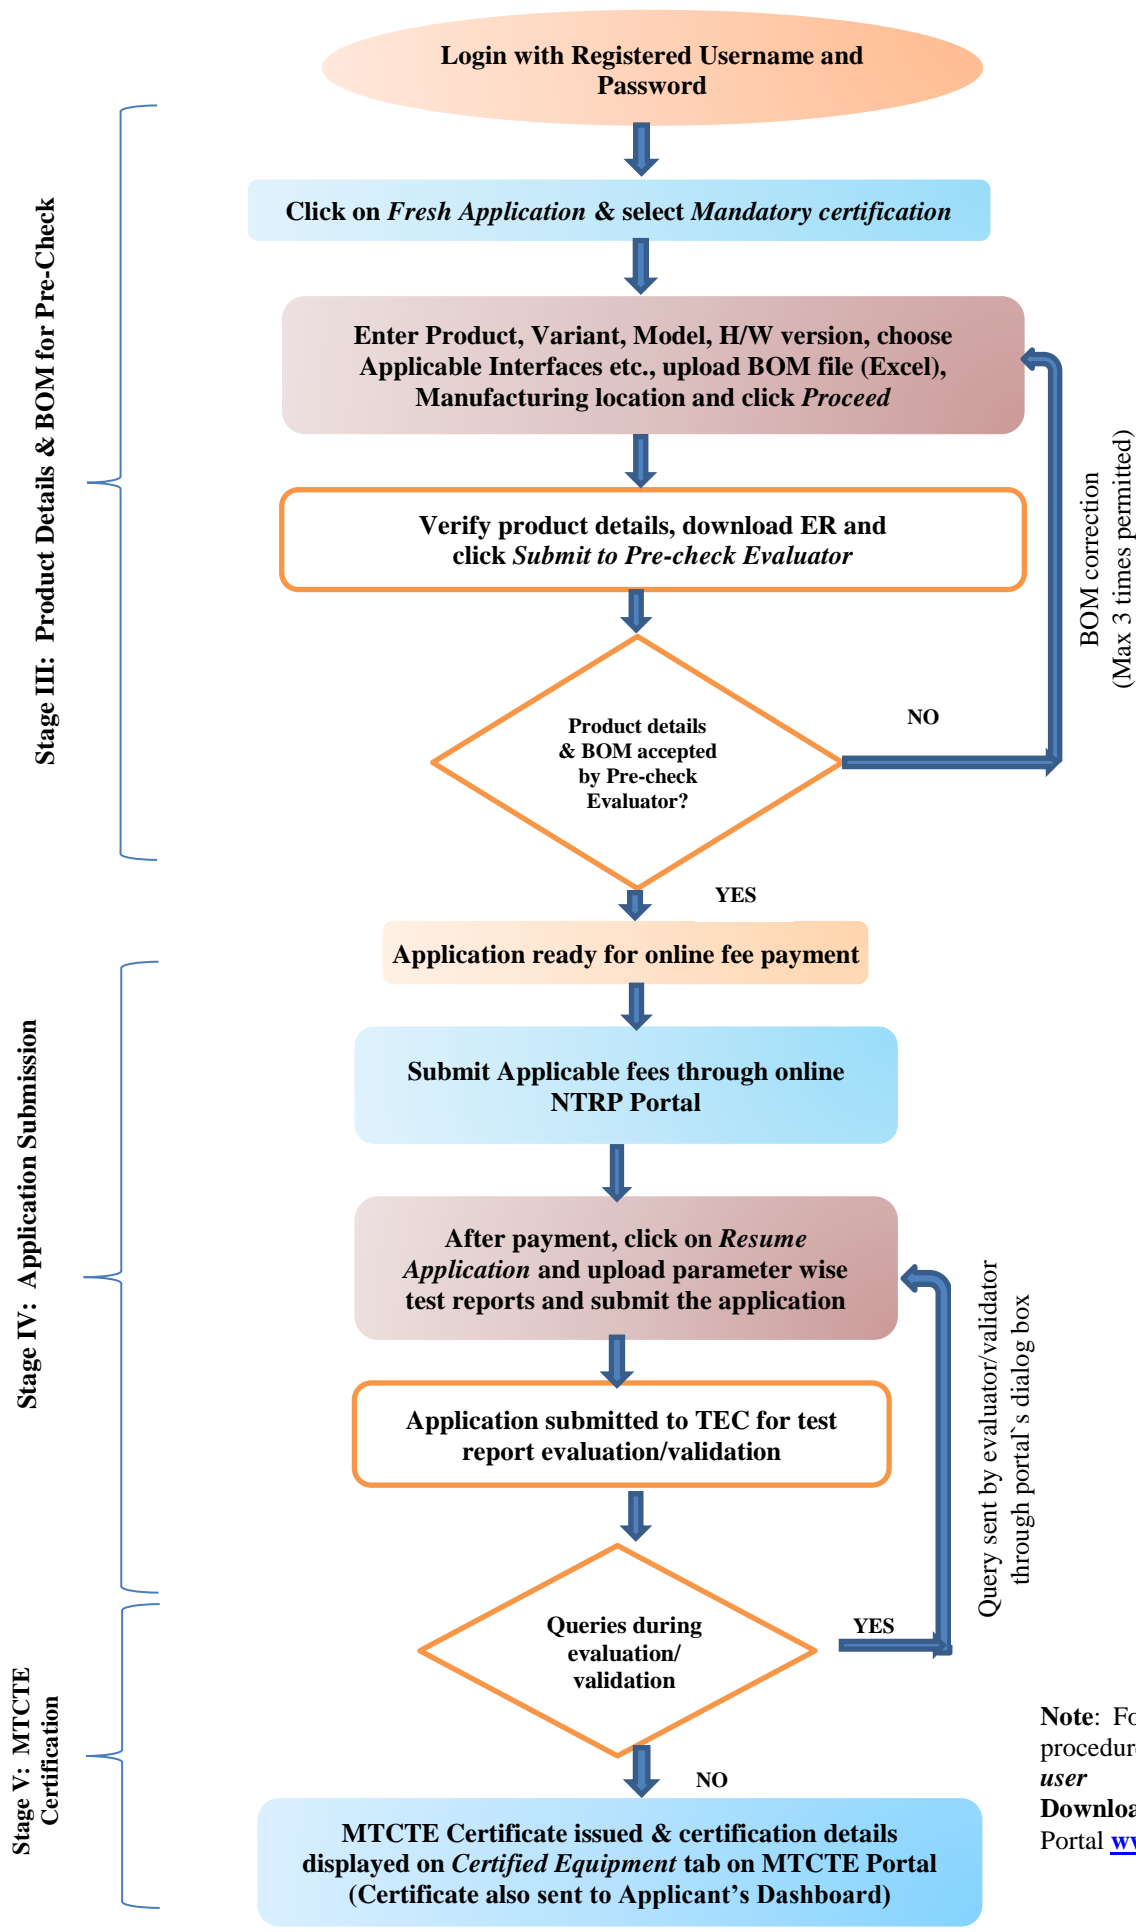 Login with Registered Username and
Password
Click on Fresh Application & select Mandatory certification
Stage III: Product Details & BOM for Pre-Check
Enter Product, Variant, Model, H/W version, choose
Applicable Interfaces etc., upload BOM file (Excel),
Manufacturing location and click Proceed
Verify product details, download ER and
click Submit to Pre-check Evaluator
BOM correction
(Max 3 times permitted)
Product details
& BOM accepted
by Pre-check
Evaluator?
NO
YES
Application ready for online fee payment
Stage IV: Application Submission
Submit Applicable fees through online
NTRP Portal
After payment, click on Resume
Application and upload parameter wise
test reports and submit the application
Application submitted to TEC for test
report evaluation/validation
Query sent by evaluator/validator
through portal`s dialog box
Queries during
evaluation/
validation
YES
NO
Stage V: MTCTE
Certification
MTCTE Certificate issued & certification details
displayed on Certified Equipment tab on MTCTE Portal
(Certificate also sent to Applicant’s Dashboard)
Note:
user
Portal